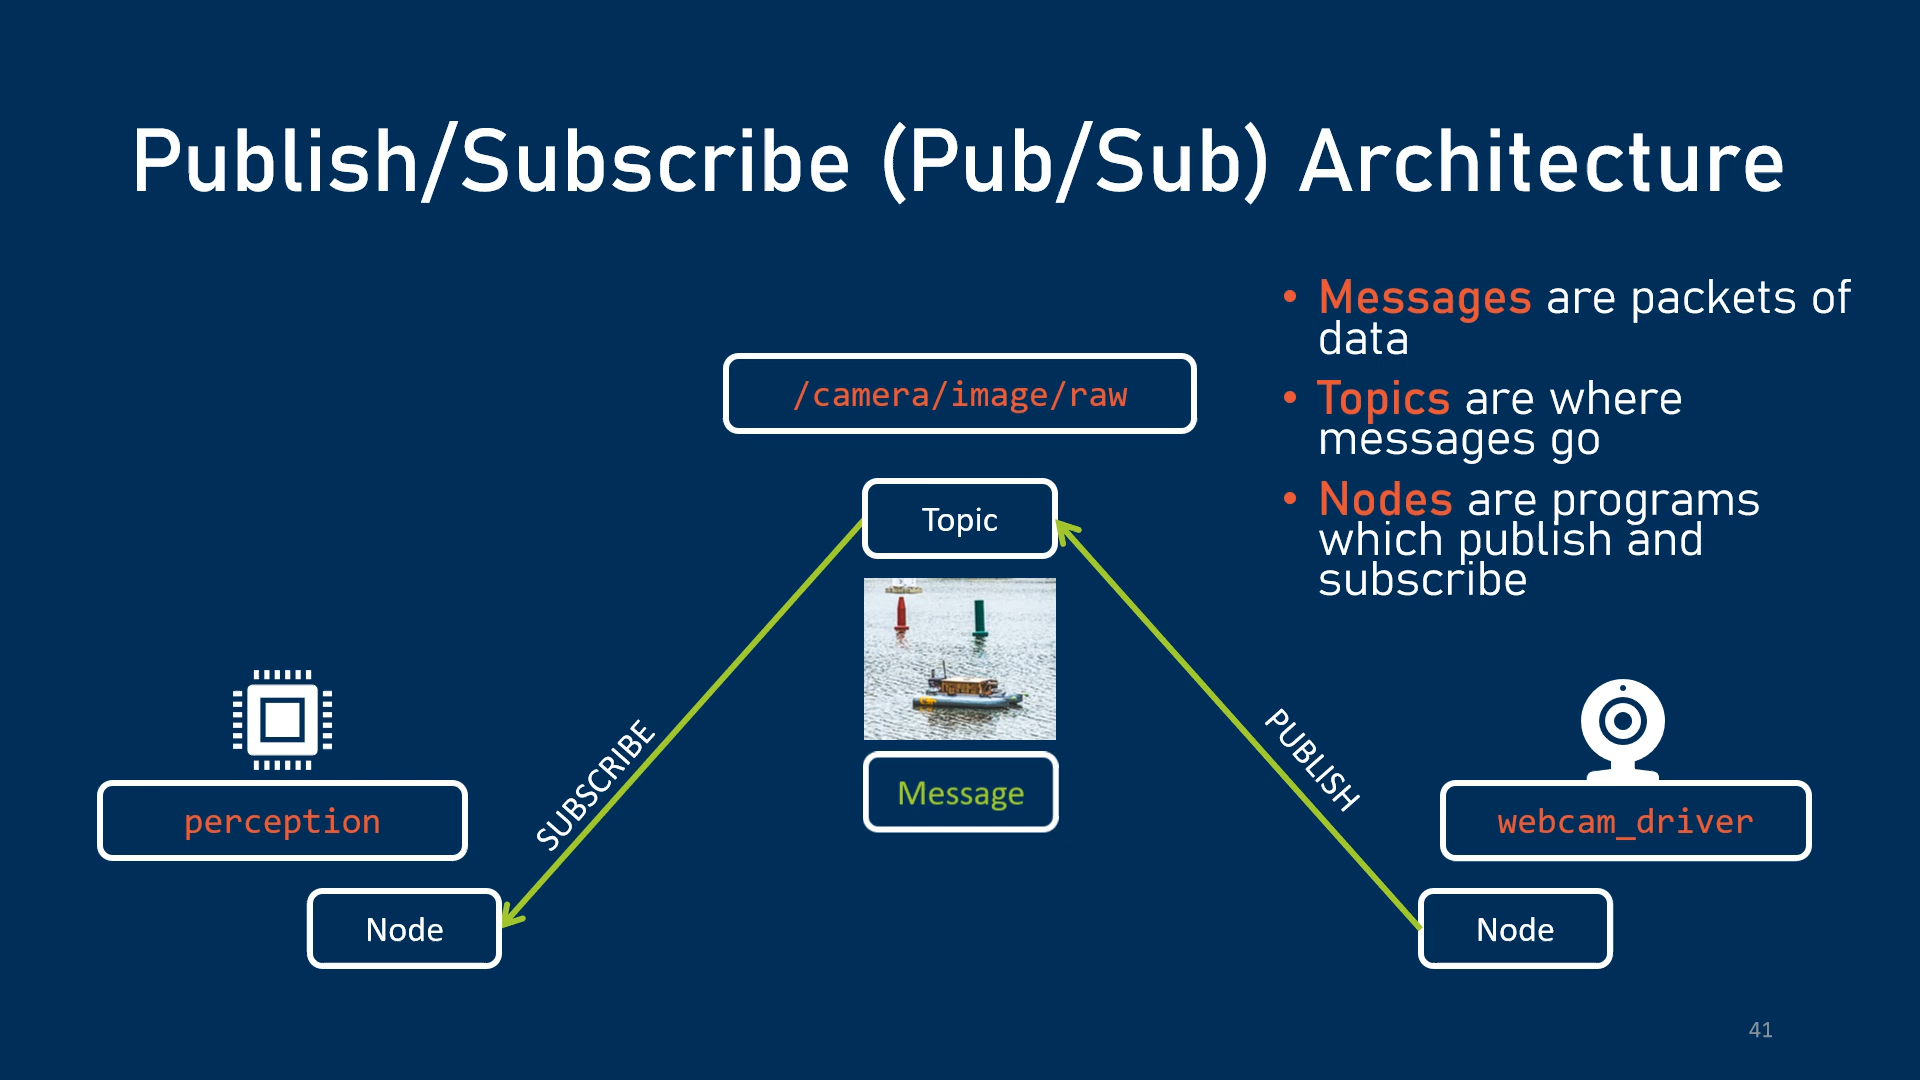 Publish/Subscribe (Pub/Sub) Architecture
• Messages are packets of
data
• Topics are where
messages go
• Nodes are programs
which publish and
subscribe
/camera/image/raw
Topic
Message
SUBSCRIBE
PUBLISH
perception
Node
webcam_driver
Node
41